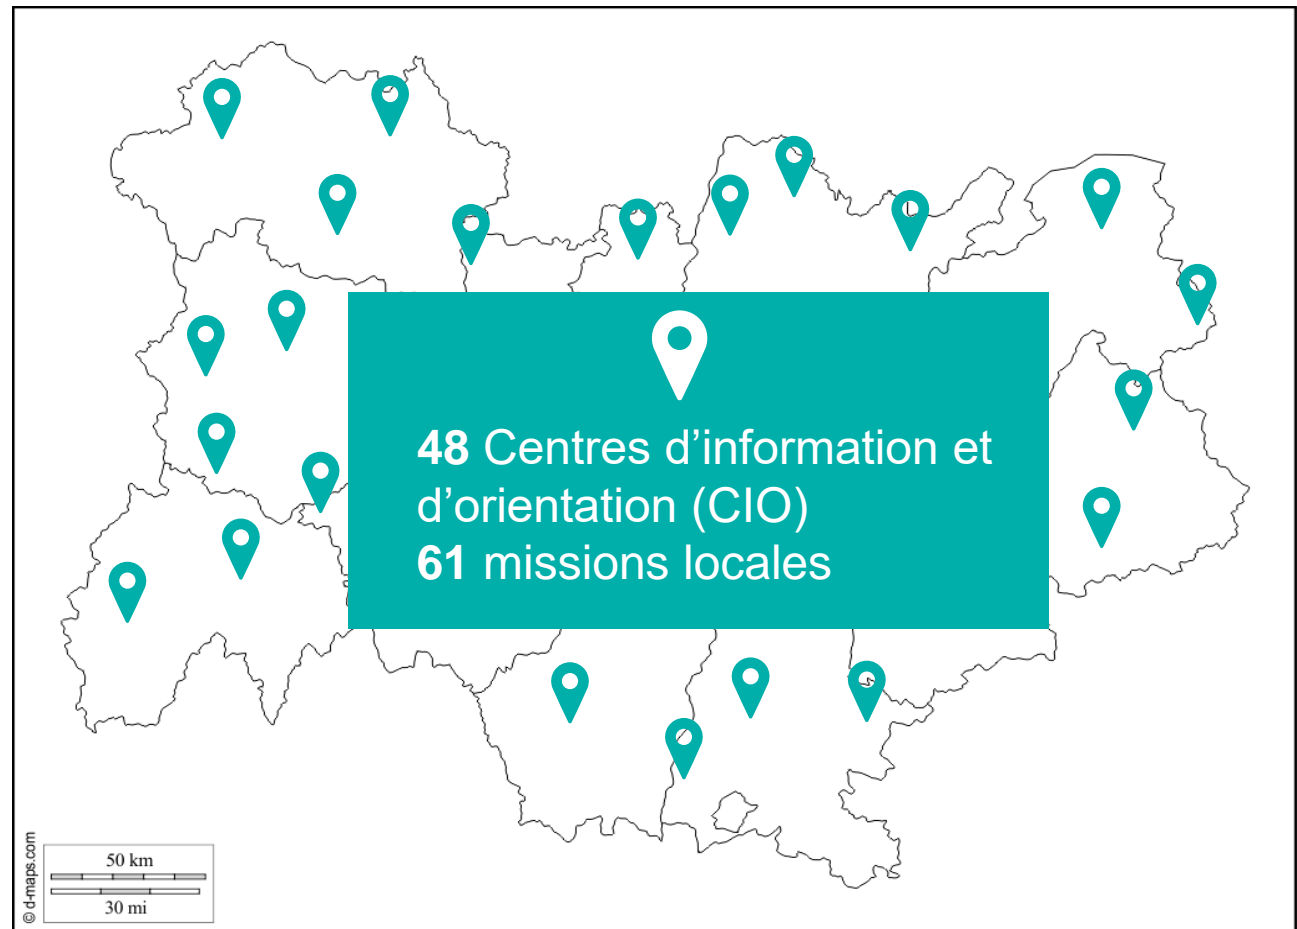 48 Centres d’information et
d’orientation (CIO)
61 missions locales
© d-maps.com
50 km
30 mi